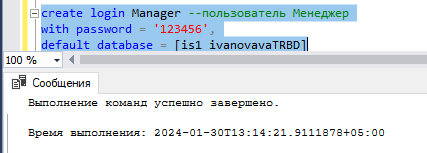 create login Manager --пользователь Менеджер
with password = '123456',
default database = [is1_ivanovavaTRBD]
100 %
Сообщения
Выполнение команд успешно завершено.
Время выполнения: 2024-01-30T13:14:21.9111878+05:00